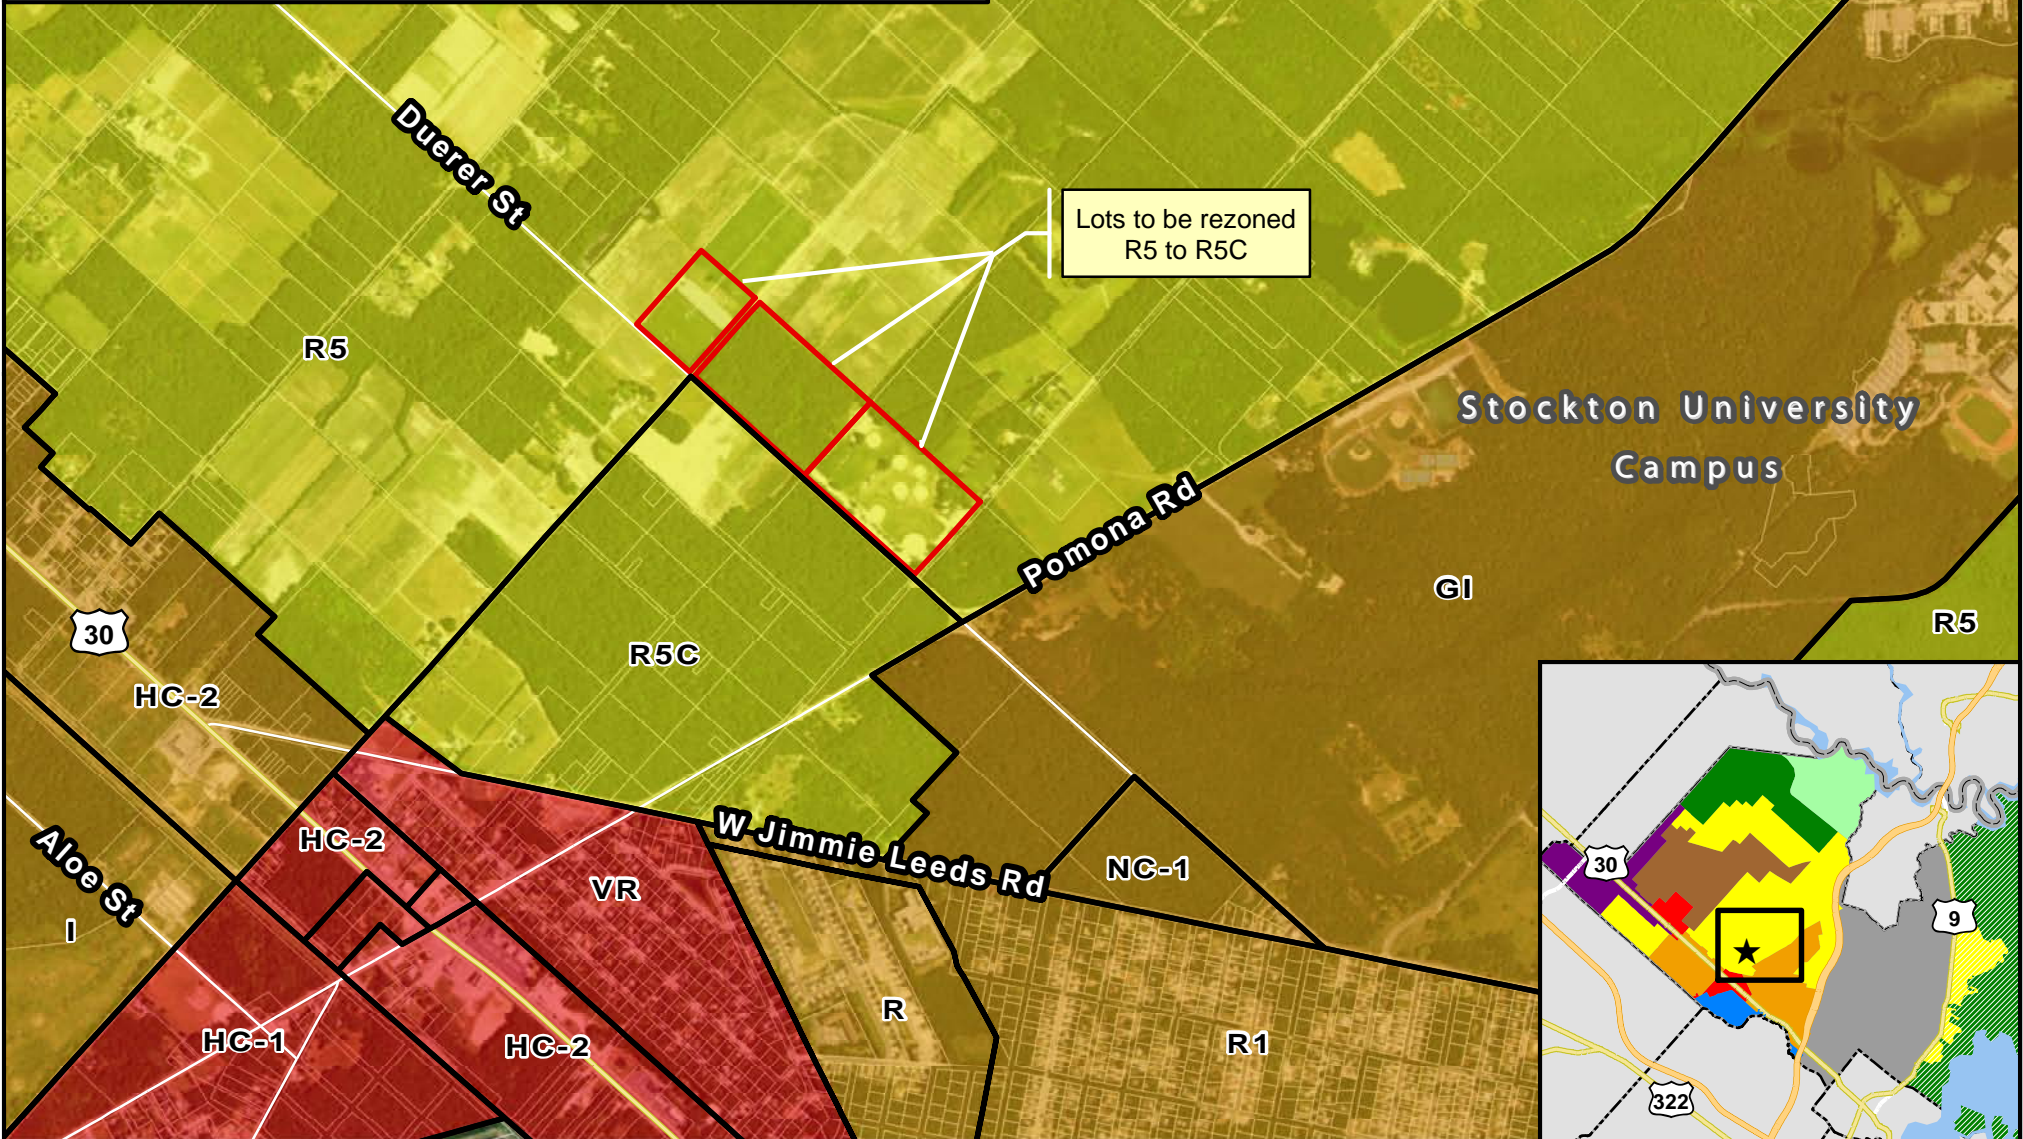 Duerer St
Lots to be rezoned
R5 to R5C
R5
Stockton University
Campus
Pomona Rd
GI
R5
30
R5C
HC-2
HC-2
W Jimmie Leeds Rd
NC-1
Aloe St
VR
I
R
HC-1
HC-2
R1
30
9
322